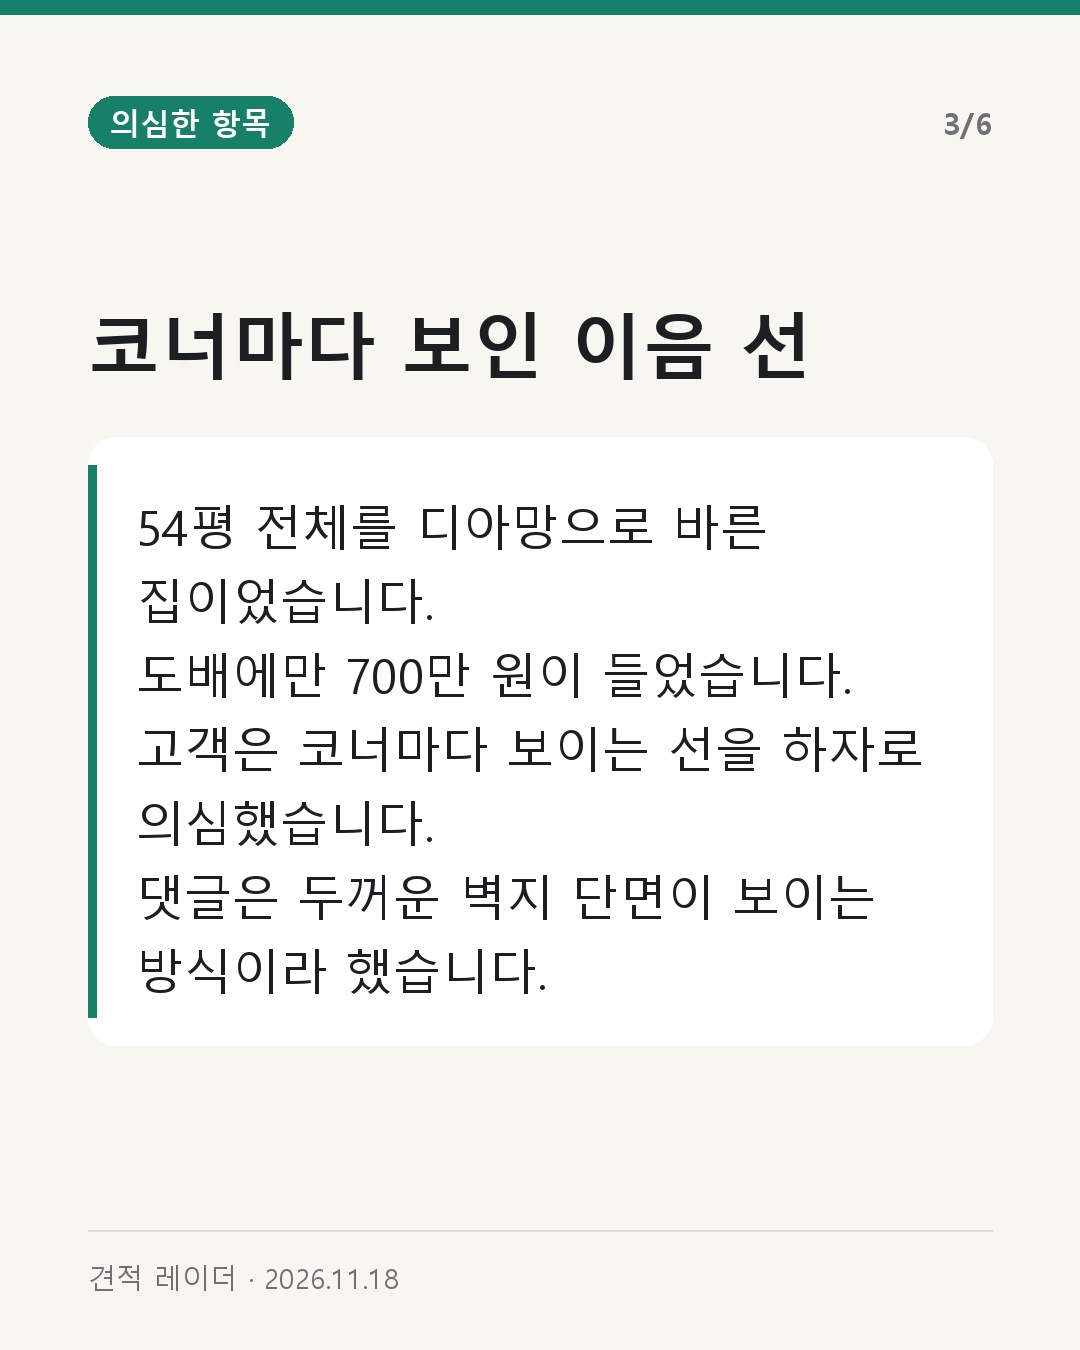 의심한 항목
3/6
코너마다 보인 이음 선
54평 전체를 디아망으로 바른
집이었습니다.
도배에만 700만 원이 들었습니다.
고객은 코너마다 보이는 선을 하자로
의심했습니다.
댓글은 두꺼운 벽지 단면이 보이는
방식이라 했습니다.
견적 레이더 · 2026.11.18